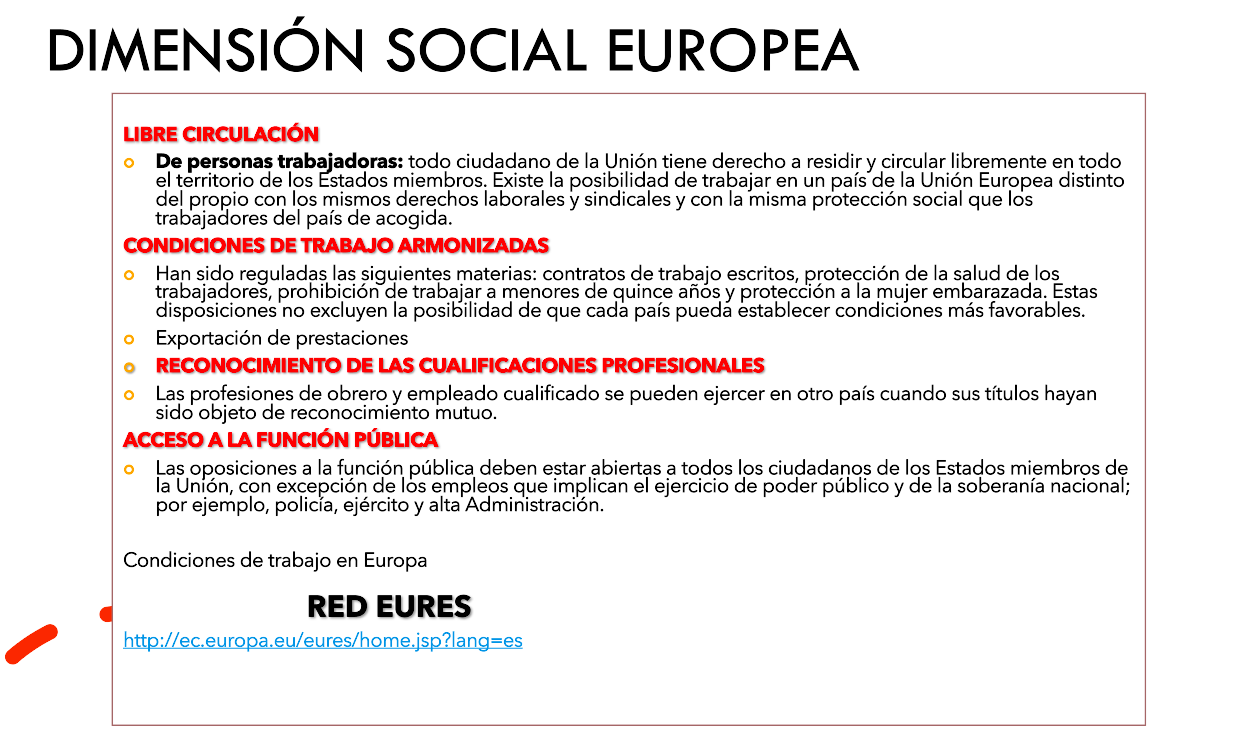 DIMENSIÓN SOCIAL EUROPEA
LIBRE CIRCULACIÓN
De personas trabajadoras: todo ciudadano de la Unión tiene derecho a residir y circular libremente en todo
el territorio de los Estados miembros. Existe la posibilidad de trabajar en un país de la Unión Europea distinto
del propio con los mismos derechos laborales y sindicales y con la misma protección social que los
trabajadores del país de acogida.
CONDICIONES DE TRABAJO ARMONIZADAS
Han sido reguladas las siguientes materias: contratos de trabajo escritos, protección de la salud de los
trabajadores, prohibición de trabajar a menores de quince años y protección a la mujer embarazada. Estas
disposiciones no excluyen la posibilidad de que cada país pueda establecer condiciones más favorables.
Exportación de prestaciones
RECONOCIMIENTO DE LAS CUALIFICACIONES PROFESIONALES
Las profesiones de obrero y empleado cualificado se pueden ejercer en otro país cuando sus títulos hayan
sido objeto de reconocimiento mutuo.
ACCESO A LA FUNCIÓN PÚBLICA
Las oposiciones a la función pública deben estar abiertas a todos los ciudadanos de los Estados miembros de
la Unión, con excepción de los empleos que implican el ejercicio de poder público y de la soberanía nacional;
por ejemplo, policía, ejército y alta Administración.
Condiciones de trabajo en Europa
RED EURES
http://ec.europa.eu/eures/home.jsp?lang=es